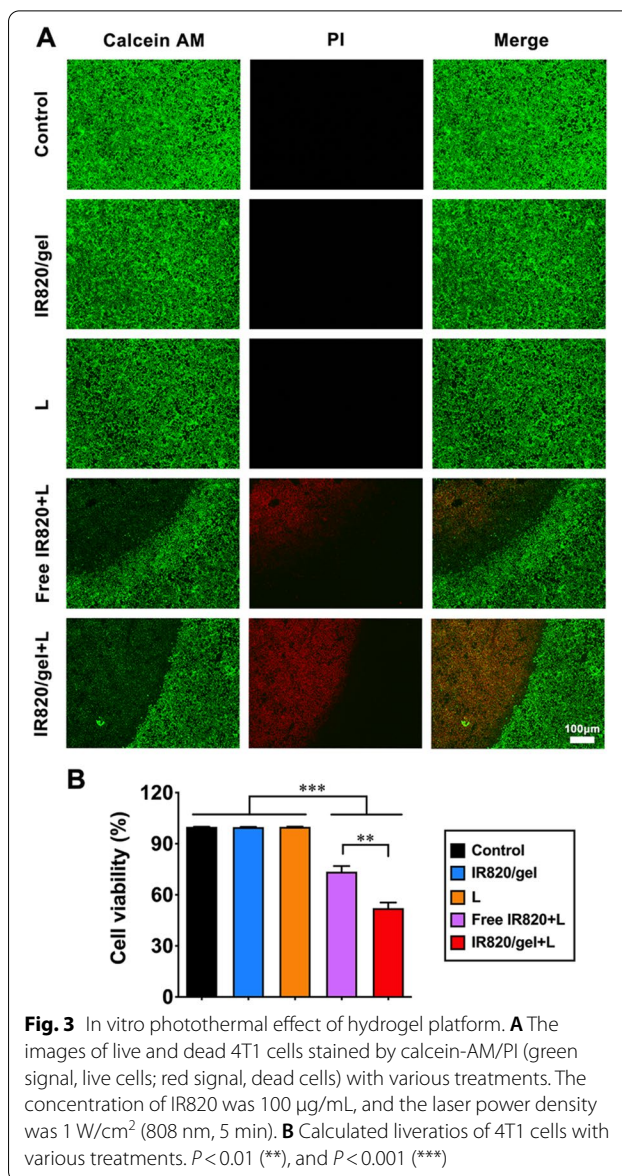 A
Calcein AM PI Merge
Control
IR820/gel
L
Free IR820+L
IR820/gel+L
100μm
B
***
**
120
90
60
30
0
Cell viability (%)
Control
IR820/gel
L
Free IR820+L
IR820/gel+L
Fig. 3 In vitro photothermal effect of hydrogel platform. A The
images of live and dead 4T1 cells stained by calcein-AM/PI (green
signal, live cells; red signal, dead cells) with various treatments. The
concentration of IR820 was 100 μg/mL, and the laser power density
was 1 W/cm² (808 nm, 5 min). B Calculated liveratios of 4T1 cells with
various treatments. P < 0.01 (**), and P < 0.001 (***)